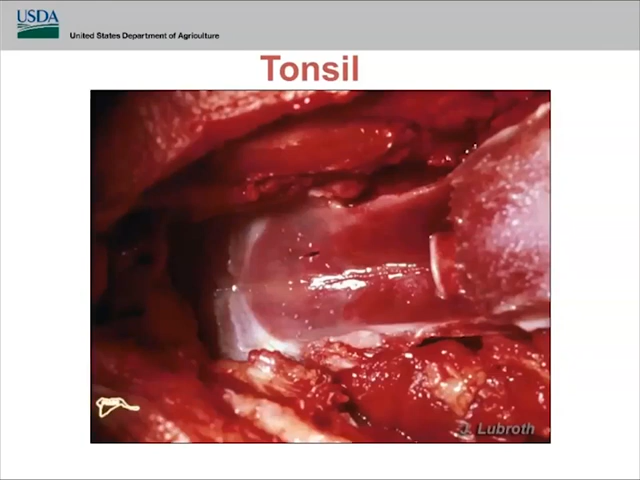 USDA
United States Department of Agriculture
Tonsil
J. Lubroth